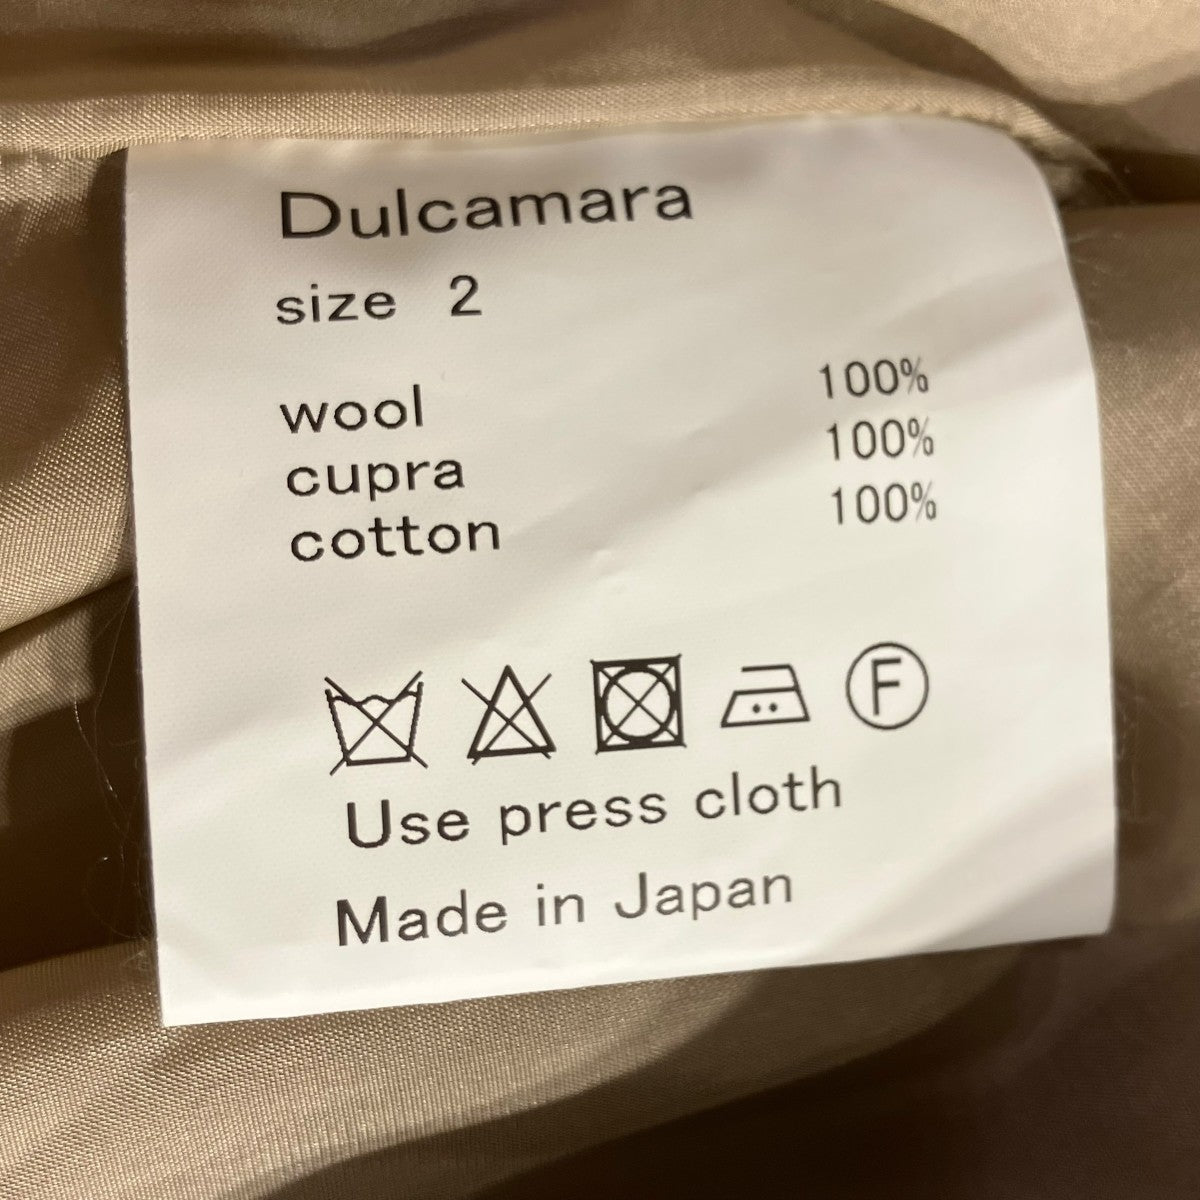 Dulcamara
size 2
wool 100%
cupra 100%
cotton 100%
F
Use press cloth
Made in Japan